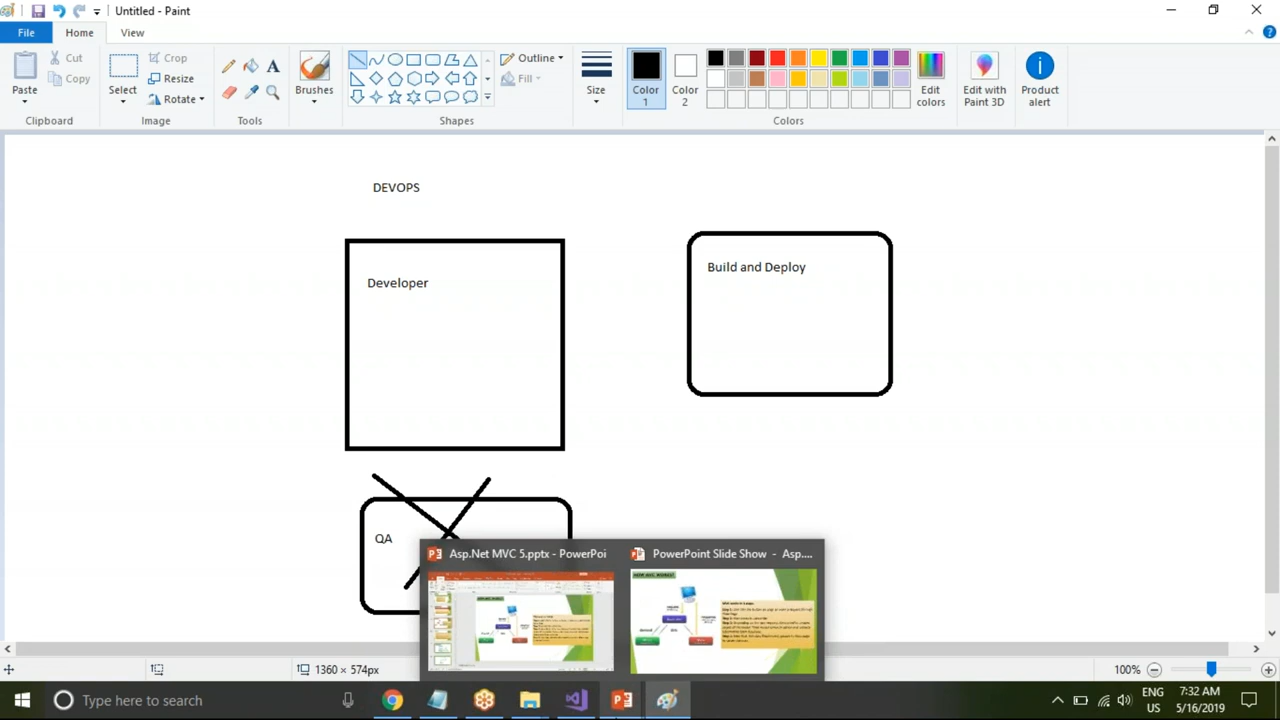 Untitled - Paint
File Home View
Paste
Cut
Copy
Clipboard
Select
Crop
Resize
Rotate
Image
Tools
Brushes
Shapes
Outline
Fill
Size
Color 1
Color 2
Colors
Edit colors
Edit with Paint 3D
Product alert
DEVOPS
Developer
Build and Deploy
QA
Asp.Net MVC 5.pptx - PowerPoi
PowerPoint Slide Show - Asp....
1360 × 574px
100%
Type here to search
ENG
US
7:32 AM
5/16/2019